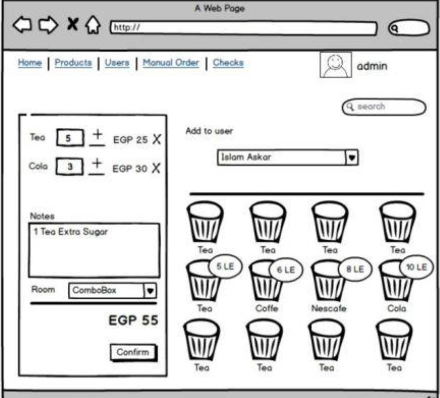 A Web Page
http://
Home | Products | Users | Manual Order | Checks
admin
search
Tea 5 + EGP 25 X
Cola 3 + EGP 30 X
Notes
1 Tea Extra Sugar
Room ComboBox
EGP 55
Confirm
Add to user
Islam Askar
Tea Tea Tea Tea
5 LE 6 LE 8 LE 10 LE
Tea Coffe Nescafe Cola
Tea Tea Tea Tea